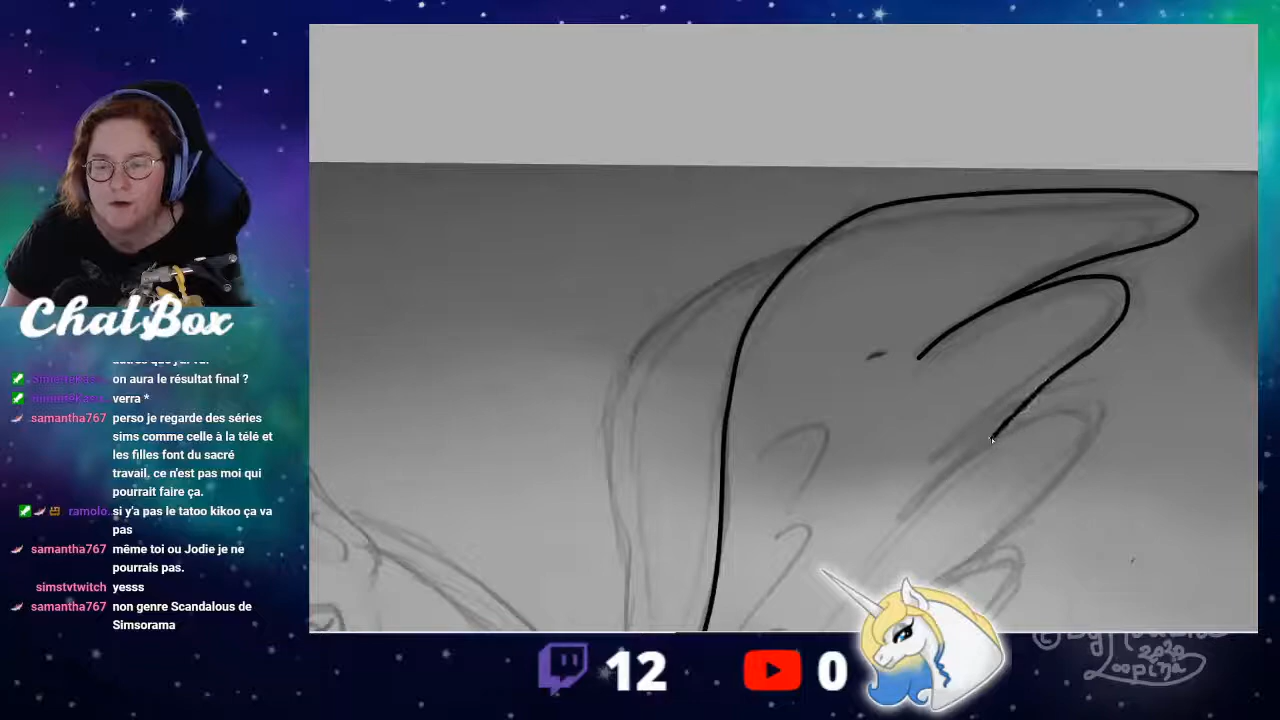 ChatBox
on aura le résultat final ?
verra *
samantha767 perso je regarde des séries
sims comme celle à la télé et
les filles font du sacré
travail. ce n'est pas moi qui
pourrait faire ça.
ramolo.. si y'a pas le tatoo kikoo ça va
pas
samantha767 même toi ou Jodie je ne
pourrais pas.
simstvtwitch yesss
samantha767 non genre Scandalous de
Simsorama
12
0
2020
Loopina